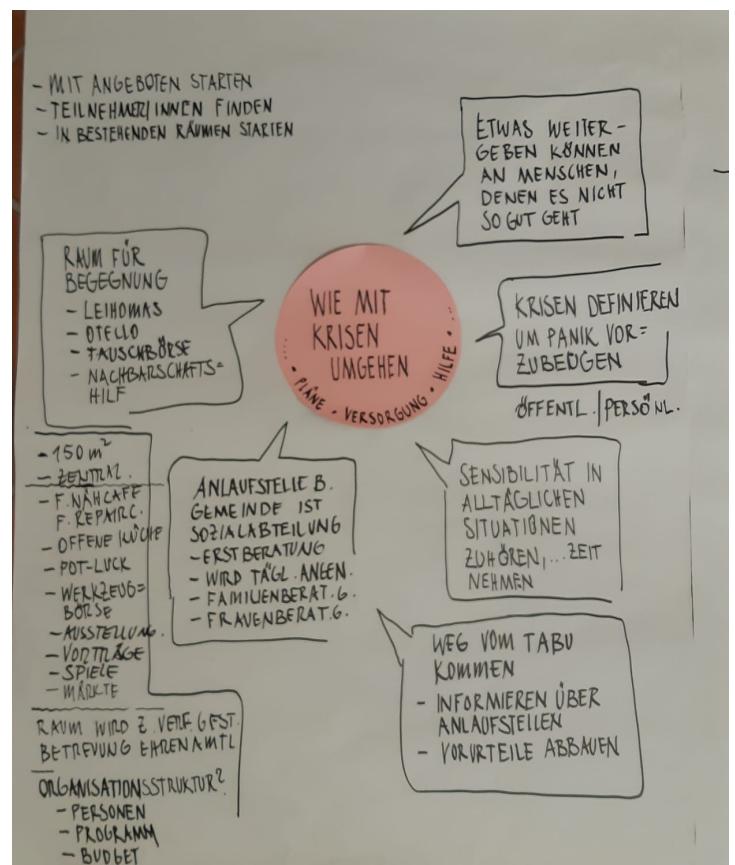 - MIT ANGEBOTEN STARTEN
- TEILNEHMER/INNEN FINDEN
- IN BESTEHENDEN RÄUMEN STARTEN
ETWAS WEITER-
GEBEN KÖNNEN
AN MENSCHEN,
DENEN ES NICHT
SO GUT GEHT
RAUM FÜR
BEGEGNUNG
- LEIHOMAS
- OTELLO
- TAUSCHBÖRSE
- NACHBARSCHAFTS=
HILF
WIE MIT
KRISEN
UMGEHEN
... • PLÄNE • VERSORGUNG • HILFE • ...
KRISEN DEFINIEREN
UM PANIK VOR=
ZUBEUGEN
ÖFFENTL./PERSÖNL.
- 150 m²
- ZENTRAL.
- F. NÄHCAFE
F. REPAIRC.
- OFFENE KÜCHE
- POT-LUCK
- WERKZEUG=
BÖRSE
- AUSSTELLUNG.
- VORTRÄGE
- SPIELE
- MÄRKTE
RAUM WIRD Z. VERF. GEST.
BETREUUNG EHRENAMTL
ORGANISATIONSSTRUKTUR?
- PERSONEN
- PROGRAMM
- BUDGET
ANLAUFSTELLE B.
GEMEINDE IST
SOZIALABTEILUNG
- ERSTBERATUNG
- WIRD TÄGL. ANGEN.
- FAMILIENBERAT. G.
- FRAUENBERAT. G.
SENSIBILITÄT IN
ALLTÄGLICHEN
SITUATIONEN
ZUHÖREN,... ZEIT
NEHMEN
WEG VOM TABU
KOMMEN
- INFORMIEREN ÜBER
ANLAUFSTELLEN
- VORURTEILE ABBAUEN